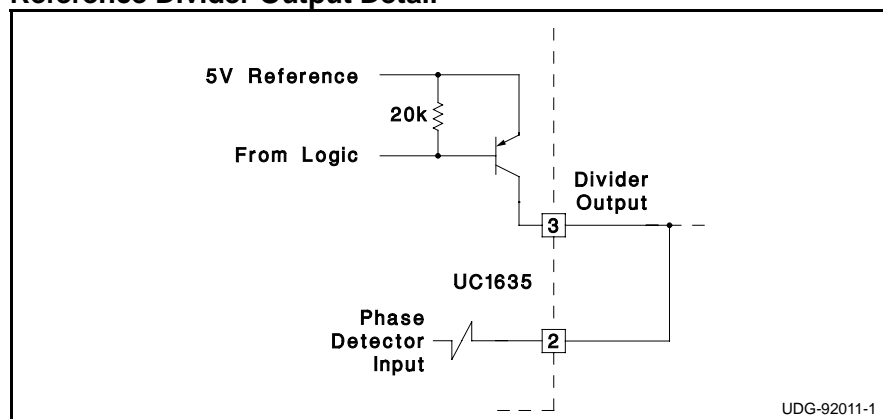 Reference Divider Output Detail
5V Reference
20k
From Logic
Divider
Output
3
UC1635
Phase
Detector
Input
2
UDG-92011-1